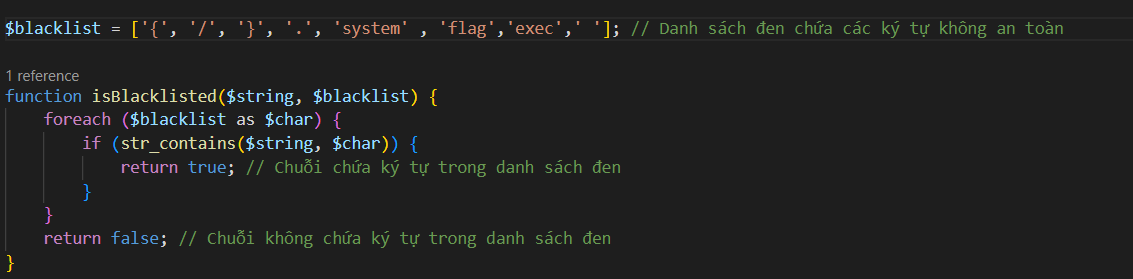 $blacklist = ['{', '/', '}', '.', 'system' , 'flag','exec',' ']; // Danh sách đen chứa các ký tự không an toàn
1 reference
function isBlacklisted($string, $blacklist) {
    foreach ($blacklist as $char) {
        if (str_contains($string, $char)) {
            return true; // Chuỗi chứa ký tự trong danh sách đen
        }
    }
    return false; // Chuỗi không chứa ký tự trong danh sách đen
}